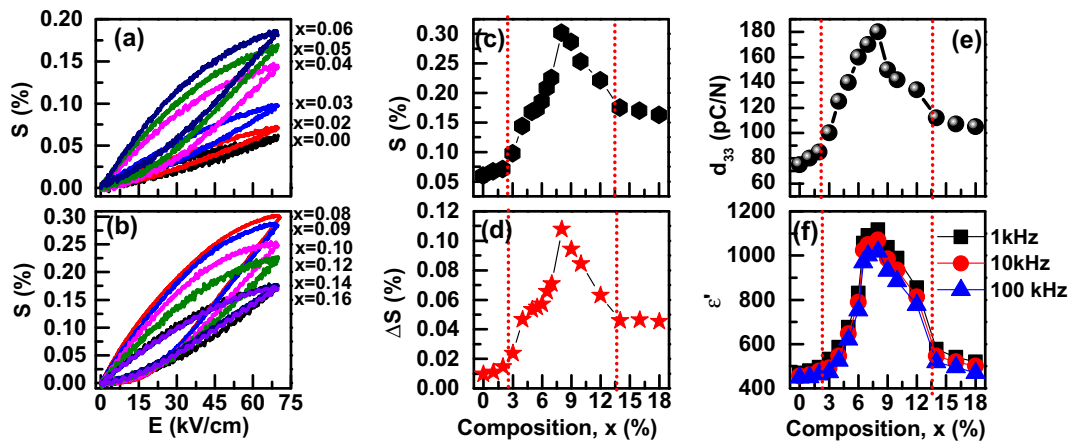 (a)
S (%)
0.20
0.15
0.10
0.05
0.00
x=0.06
x=0.05
x=0.04
x=0.03
x=0.02
x=0.00
(b)
S (%)
0.30
0.25
0.20
0.15
0.10
0.05
0.00
x=0.08
x=0.09
x=0.10
x=0.12
x=0.14
x=0.16
0 15 30 45 60 75
E (kV/cm)
(c)
S (%)
0.30
0.25
0.20
0.15
0.10
0.05
(d)
ΔS (%)
0.12
0.10
0.08
0.06
0.04
0.02
0.00
0 3 6 9 12 15 18
Composition, x (%)
(e)
d33 (pC/N)
180
160
140
120
100
80
60
(f)
ε'
1200
1000
800
600
400
1kHz
10kHz
100 kHz
0 3 6 9 12 15 18
Composition, x (%)